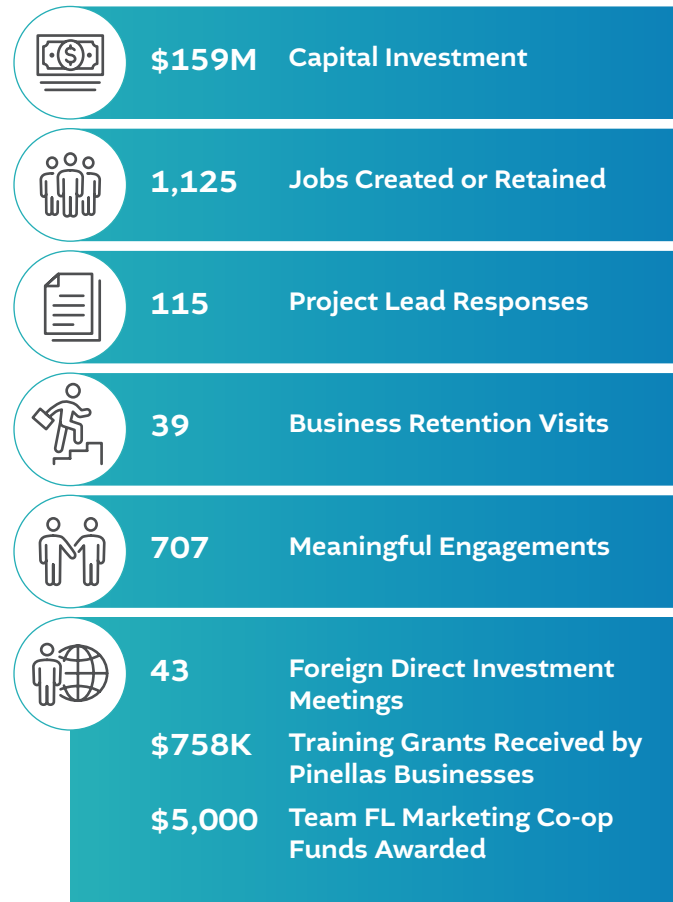 $159M Capital Investment
1,125 Jobs Created or Retained
115 Project Lead Responses
39 Business Retention Visits
707 Meaningful Engagements
43 Foreign Direct Investment
Meetings
$758K Training Grants Received by
Pinellas Businesses
$5,000 Team FL Marketing Co-op
Funds Awarded